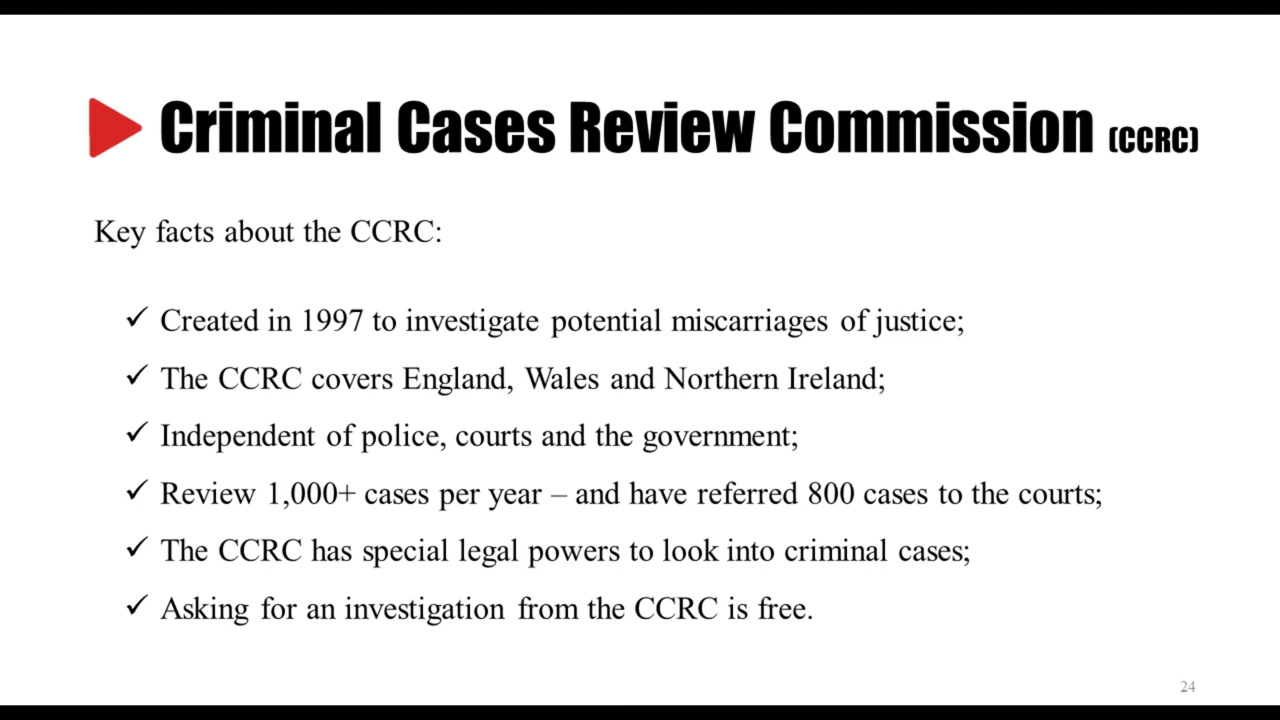 Criminal Cases Review Commission (CCRC)
Key facts about the CCRC:
✓ Created in 1997 to investigate potential miscarriages of justice;
✓ The CCRC covers England, Wales and Northern Ireland;
✓ Independent of police, courts and the government;
✓ Review 1,000+ cases per year – and have referred 800 cases to the courts;
✓ The CCRC has special legal powers to look into criminal cases;
✓ Asking for an investigation from the CCRC is free.
24